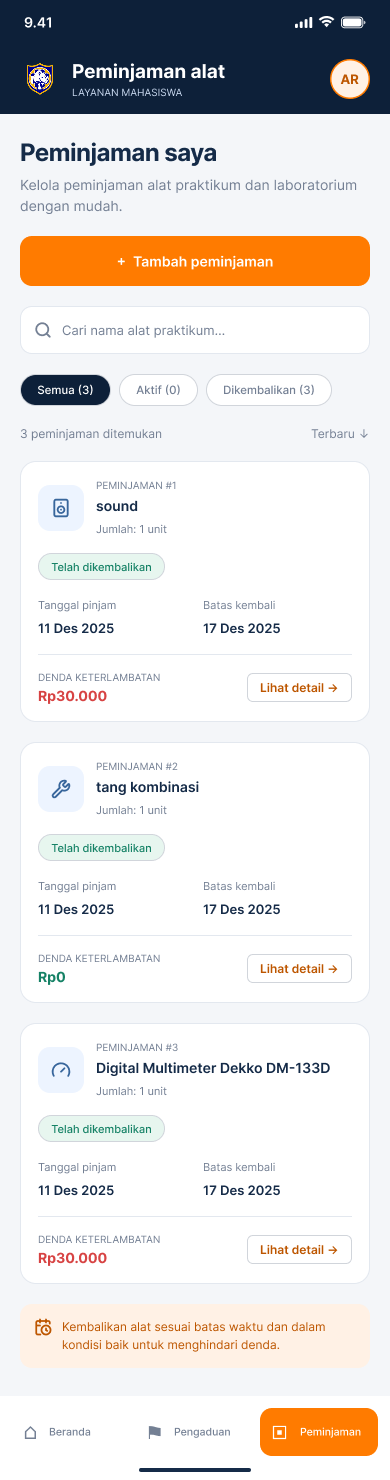 9.41
Peminjaman alat
LAYANAN MAHASISWA
AR
Peminjaman saya
Kelola peminjaman alat praktikum dan laboratorium
dengan mudah.
+ Tambah peminjaman
Cari nama alat praktikum...
Semua (3) Aktif (0) Dikembalikan (3)
3 peminjaman ditemukan Terbaru ↓
PEMINJAMAN #1
sound
Jumlah: 1 unit
Telah dikembalikan
Tanggal pinjam Batas kembali
11 Des 2025 17 Des 2025
DENDA KETERLAMBATAN
Rp30.000
Lihat detail →
PEMINJAMAN #2
tang kombinasi
Jumlah: 1 unit
Telah dikembalikan
Tanggal pinjam Batas kembali
11 Des 2025 17 Des 2025
DENDA KETERLAMBATAN
Rp0
Lihat detail →
PEMINJAMAN #3
Digital Multimeter Dekko DM-133D
Jumlah: 1 unit
Telah dikembalikan
Tanggal pinjam Batas kembali
11 Des 2025 17 Des 2025
DENDA KETERLAMBATAN
Rp30.000
Lihat detail →
Kembalikan alat sesuai batas waktu dan dalam
kondisi baik untuk menghindari denda.
Beranda Pengaduan Peminjaman